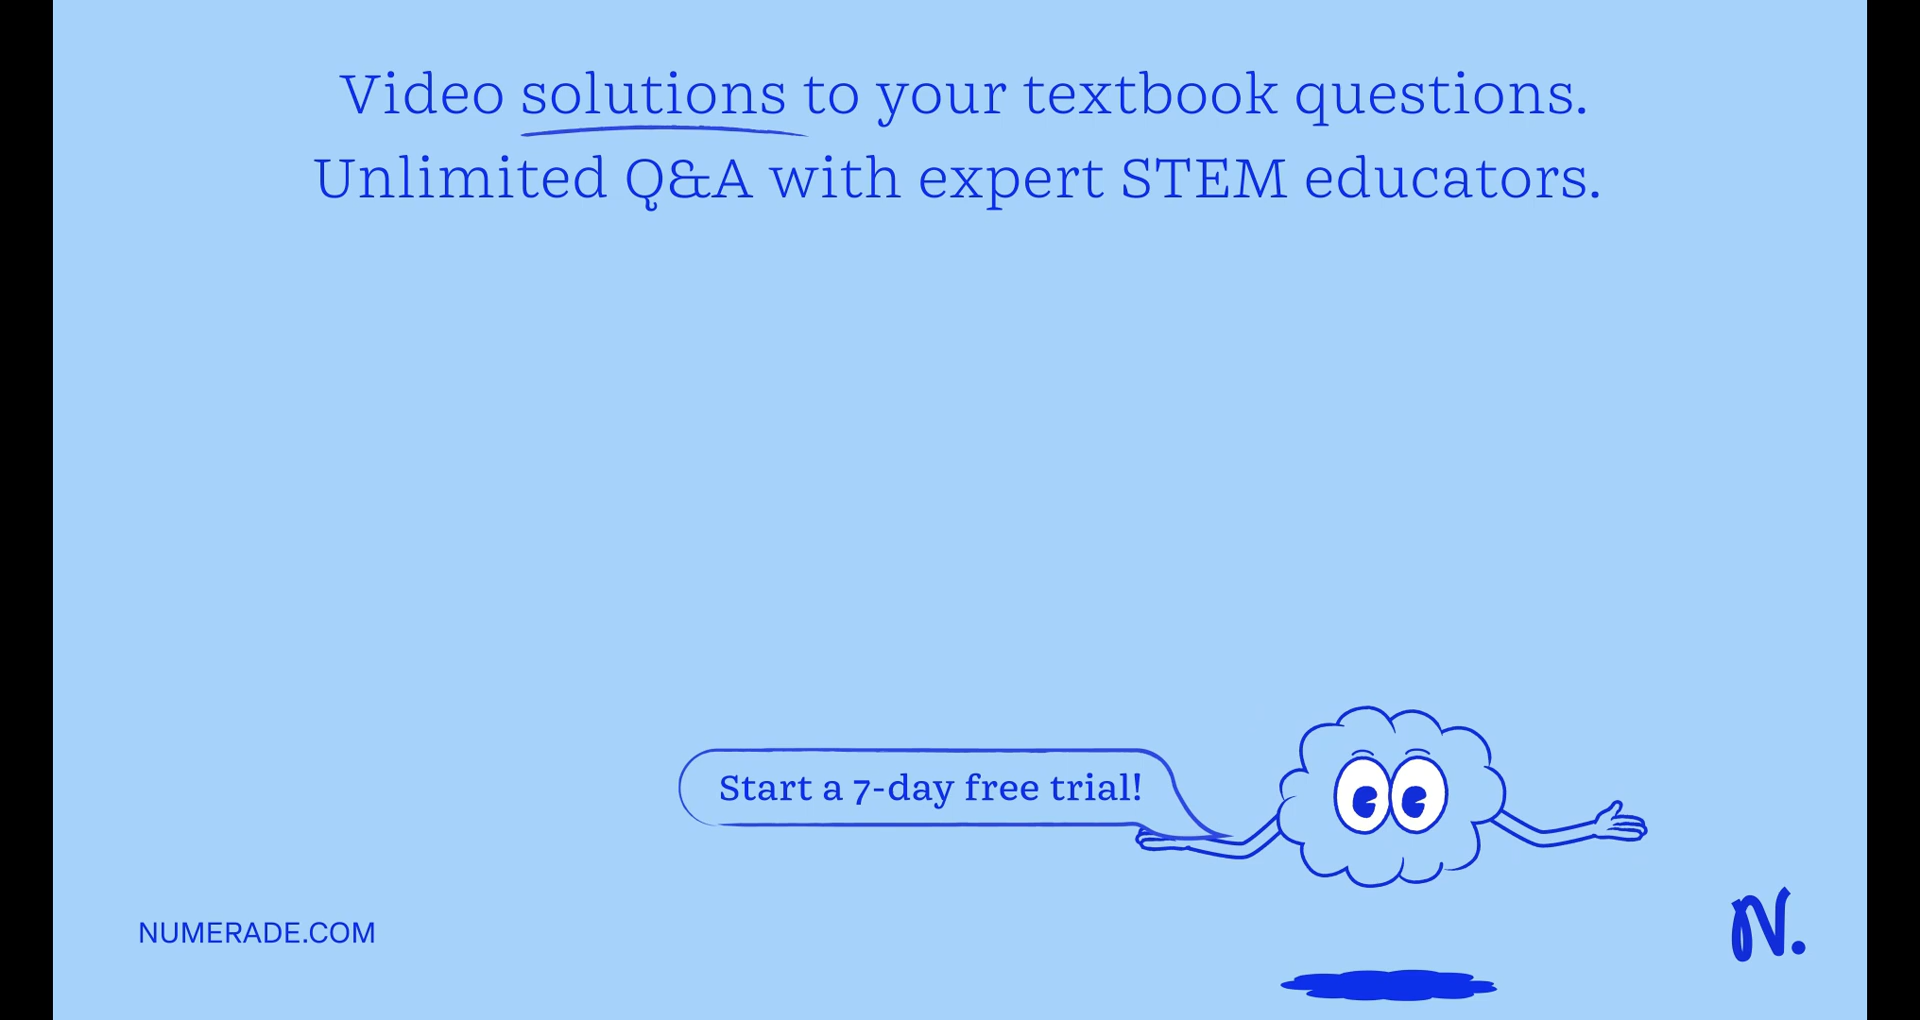 Video solutions to your textbook questions.
Unlimited Q&A with expert STEM educators.
Start a 7-day free trial!
NUMERADE.COM
N.